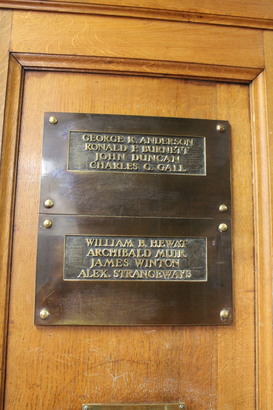 GEORGE R. ANDERSON
RONALD F. BURNETT
JOHN DUNCAN
CHARLES G. GALL
WILLIAM B. HEWAT
ARCHIBALD MUIR
JAMES WINTON
ALEX. STRANGEWAYS